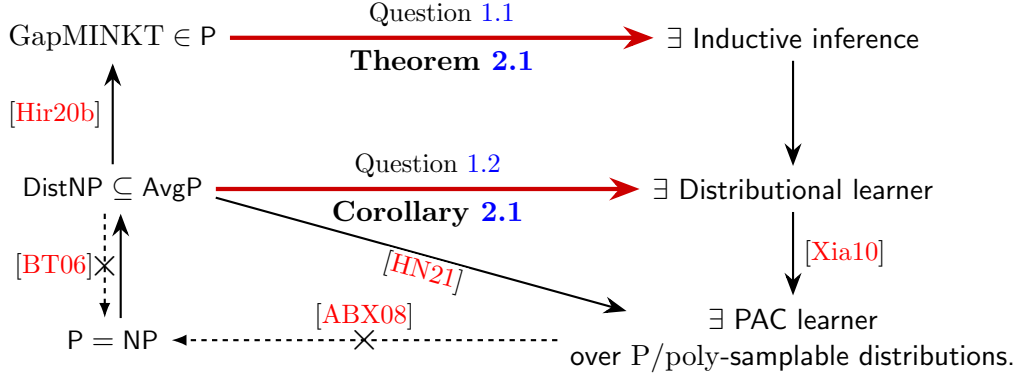 Question 1.1
GapMINKT ∈ P
∃ Inductive inference
Theorem 2.1
[Hir20b]
Question 1.2
DistNP ⊆ AvgP
∃ Distributional learner
Corollary 2.1
[BT06]
[HN21]
[Xia10]
[ABX08]
P = NP
∃ PAC learner
over P/poly-samplable distributions.